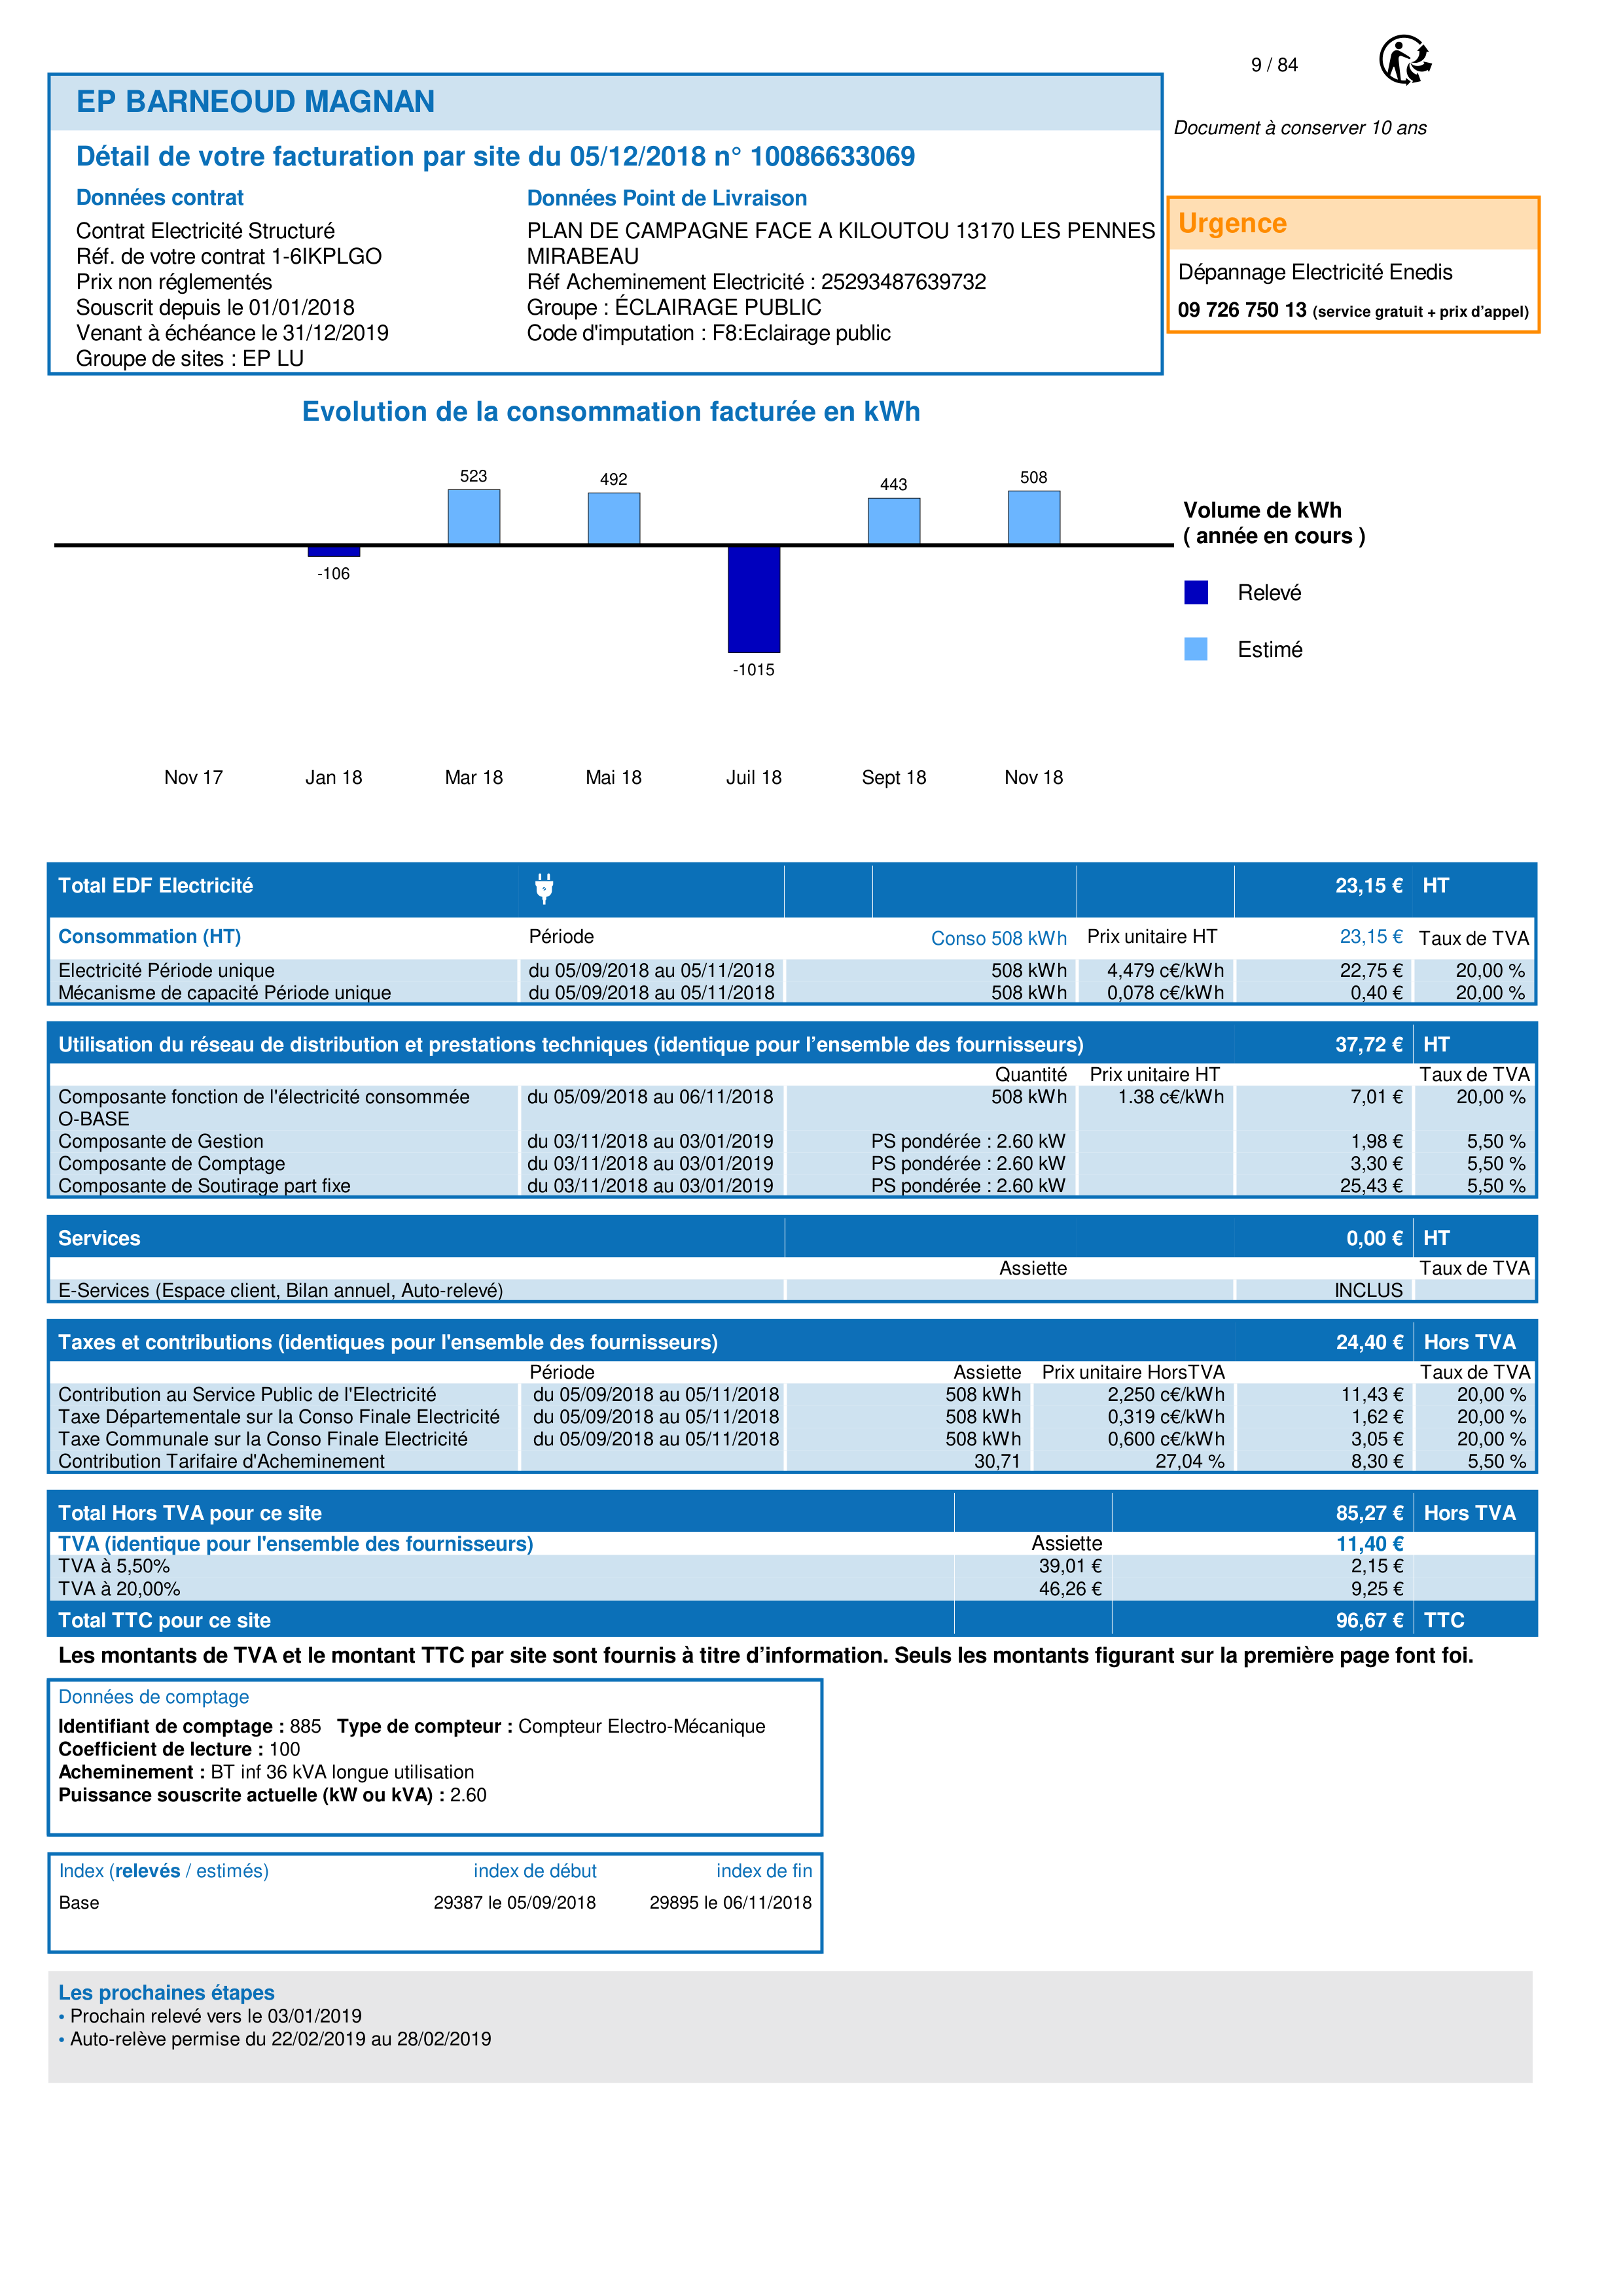 9 / 84
EP BARNEOUD MAGNAN
Document à conserver 10 ans
Détail de votre facturation par site du 05/12/2018 n° 10086633069
Données contrat
Contrat Electricité Structuré
Réf. de votre contrat 1-6IKPLGO
Prix non réglementés
Souscrit depuis le 01/01/2018
Venant à échéance le 31/12/2019
Groupe de sites : EP LU
Données Point de Livraison
PLAN DE CAMPAGNE FACE A KILOUTOU 13170 LES PENNES
MIRABEAU
Réf Acheminement Electricité : 25293487639732
Groupe : ÉCLAIRAGE PUBLIC
Code d'imputation : F8:Eclairage public
Urgence
Dépannage Electricité Enedis
09 726 750 13 (service gratuit + prix d'appel)
Evolution de la consommation facturée en kWh
523
492
443
508
-106
-1015
Volume de kWh
( année en cours )
Relevé
Estimé
Nov 17 Jan 18 Mar 18 Mai 18 Juil 18 Sept 18 Nov 18
Total EDF Electricité 23,15 € HT
Consommation (HT) Période Conso 508 kWh Prix unitaire HT 23,15 € Taux de TVA
Electricité Période unique du 05/09/2018 au 05/11/2018 508 kWh 4,479 c€/kWh 22,75 € 20,00 %
Mécanisme de capacité Période unique du 05/09/2018 au 05/11/2018 508 kWh 0,078 c€/kWh 0,40 € 20,00 %
Utilisation du réseau de distribution et prestations techniques (identique pour l'ensemble des fournisseurs) 37,72 € HT
Quantité Prix unitaire HT Taux de TVA
Composante fonction de l'électricité consommée du 05/09/2018 au 06/11/2018 508 kWh 1.38 c€/kWh 7,01 € 20,00 %
O-BASE
Composante de Gestion du 03/11/2018 au 03/01/2019 PS pondérée : 2.60 kW 1,98 € 5,50 %
Composante de Comptage du 03/11/2018 au 03/01/2019 PS pondérée : 2.60 kW 3,30 € 5,50 %
Composante de Soutirage part fixe du 03/11/2018 au 03/01/2019 PS pondérée : 2.60 kW 25,43 € 5,50 %
Services 0,00 € HT
Assiette Taux de TVA
E-Services (Espace client, Bilan annuel, Auto-relevé) INCLUS
Taxes et contributions (identiques pour l'ensemble des fournisseurs) 24,40 € Hors TVA
Période Assiette Prix unitaire HorsTVA Taux de TVA
Contribution au Service Public de l'Electricité du 05/09/2018 au 05/11/2018 508 kWh 2,250 c€/kWh 11,43 € 20,00 %
Taxe Départementale sur la Conso Finale Electricité du 05/09/2018 au 05/11/2018 508 kWh 0,319 c€/kWh 1,62 € 20,00 %
Taxe Communale sur la Conso Finale Electricité du 05/09/2018 au 05/11/2018 508 kWh 0,600 c€/kWh 3,05 € 20,00 %
Contribution Tarifaire d'Acheminement 30,71 27,04 % 8,30 € 5,50 %
Total Hors TVA pour ce site 85,27 € Hors TVA
TVA (identique pour l'ensemble des fournisseurs) Assiette 11,40 €
TVA à 5,50% 39,01 € 2,15 €
TVA à 20,00% 46,26 € 9,25 €
Total TTC pour ce site 96,67 € TTC
Les montants de TVA et le montant TTC par site sont fournis à titre d'information. Seuls les montants figurant sur la première page font foi.
Données de comptage
Identifiant de comptage : 885 Type de compteur : Compteur Electro-Mécanique
Coefficient de lecture : 100
Acheminement : BT inf 36 kVA longue utilisation
Puissance souscrite actuelle (kW ou kVA) : 2.60
Index (relevés / estimés) index de début index de fin
Base 29387 le 05/09/2018 29895 le 06/11/2018
Les prochaines étapes
• Prochain relevé vers le 03/01/2019
• Auto-relève permise du 22/02/2019 au 28/02/2019